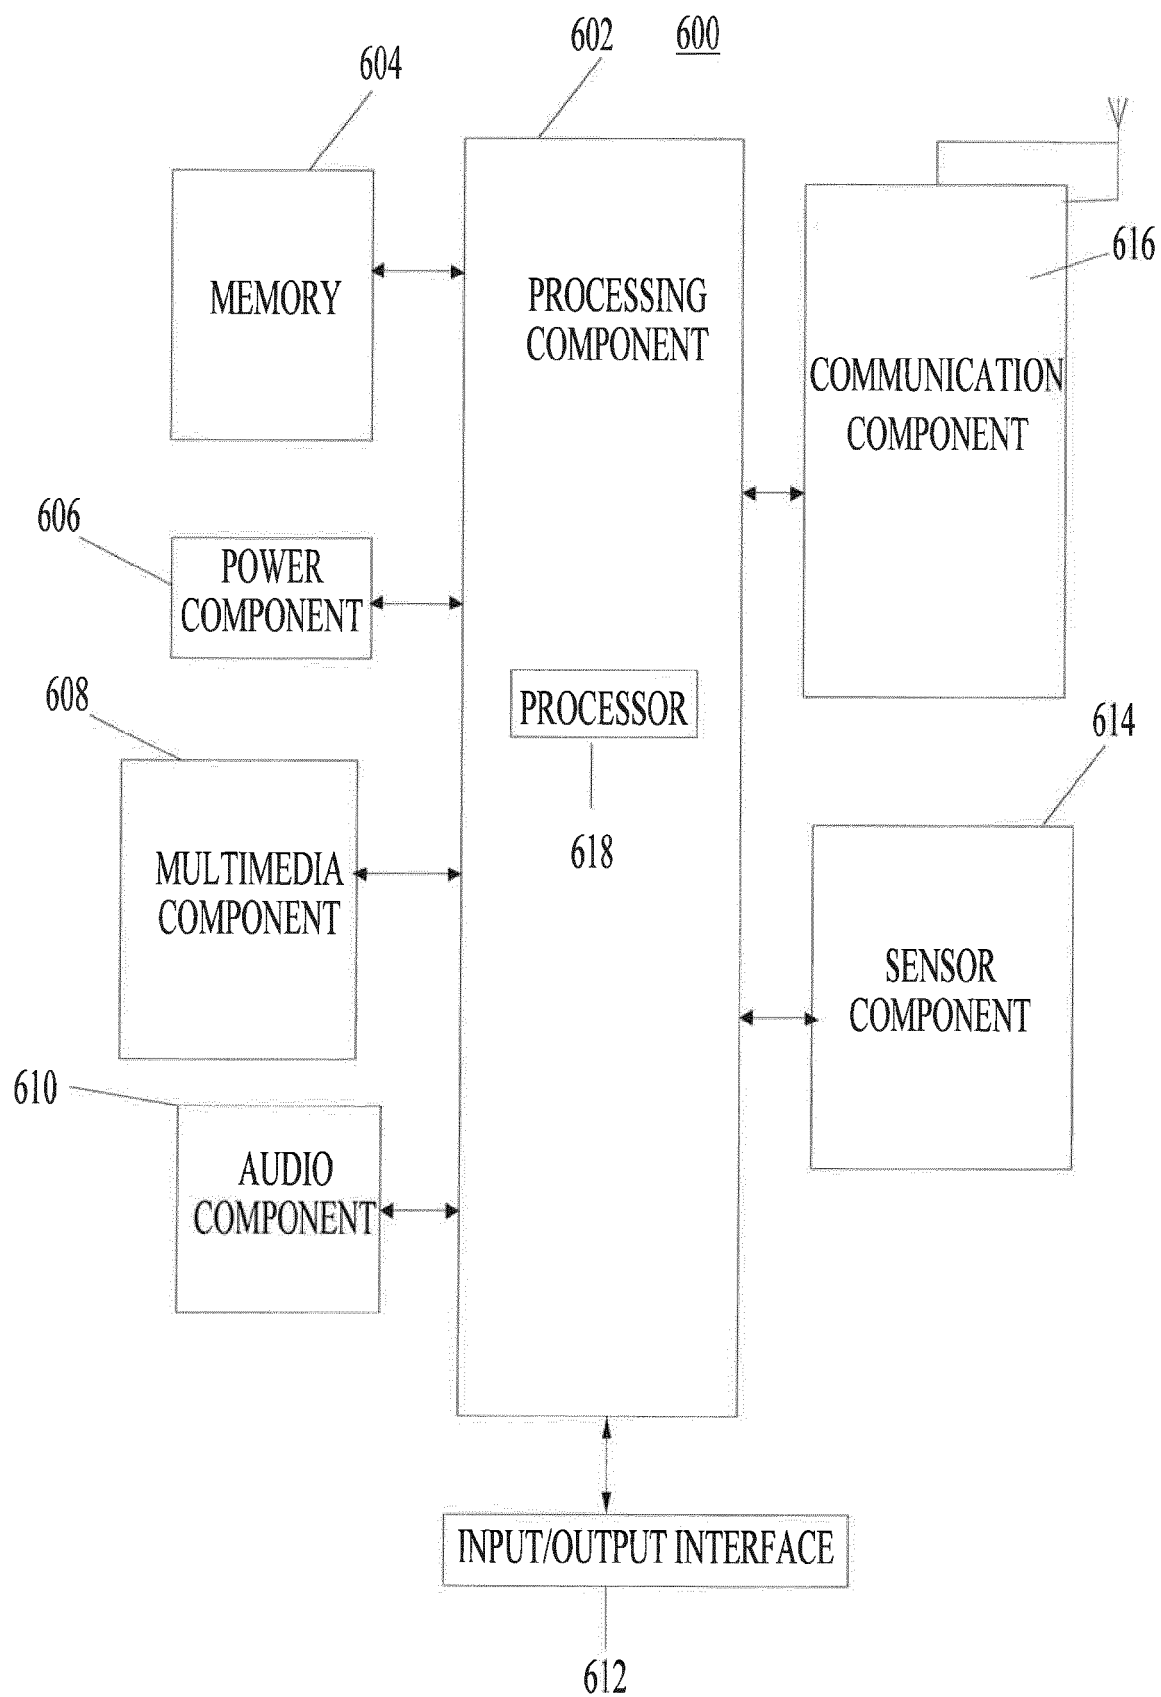 602
600
604
616
MEMORY
PROCESSING
COMPONENT
COMMUNICATION
COMPONENT
606
POWER
COMPONENT
608
PROCESSOR
614
618
MULTIMEDIA
COMPONENT
SENSOR
COMPONENT
610
AUDIO
COMPONENT
INPUT/OUTPUT INTERFACE
612